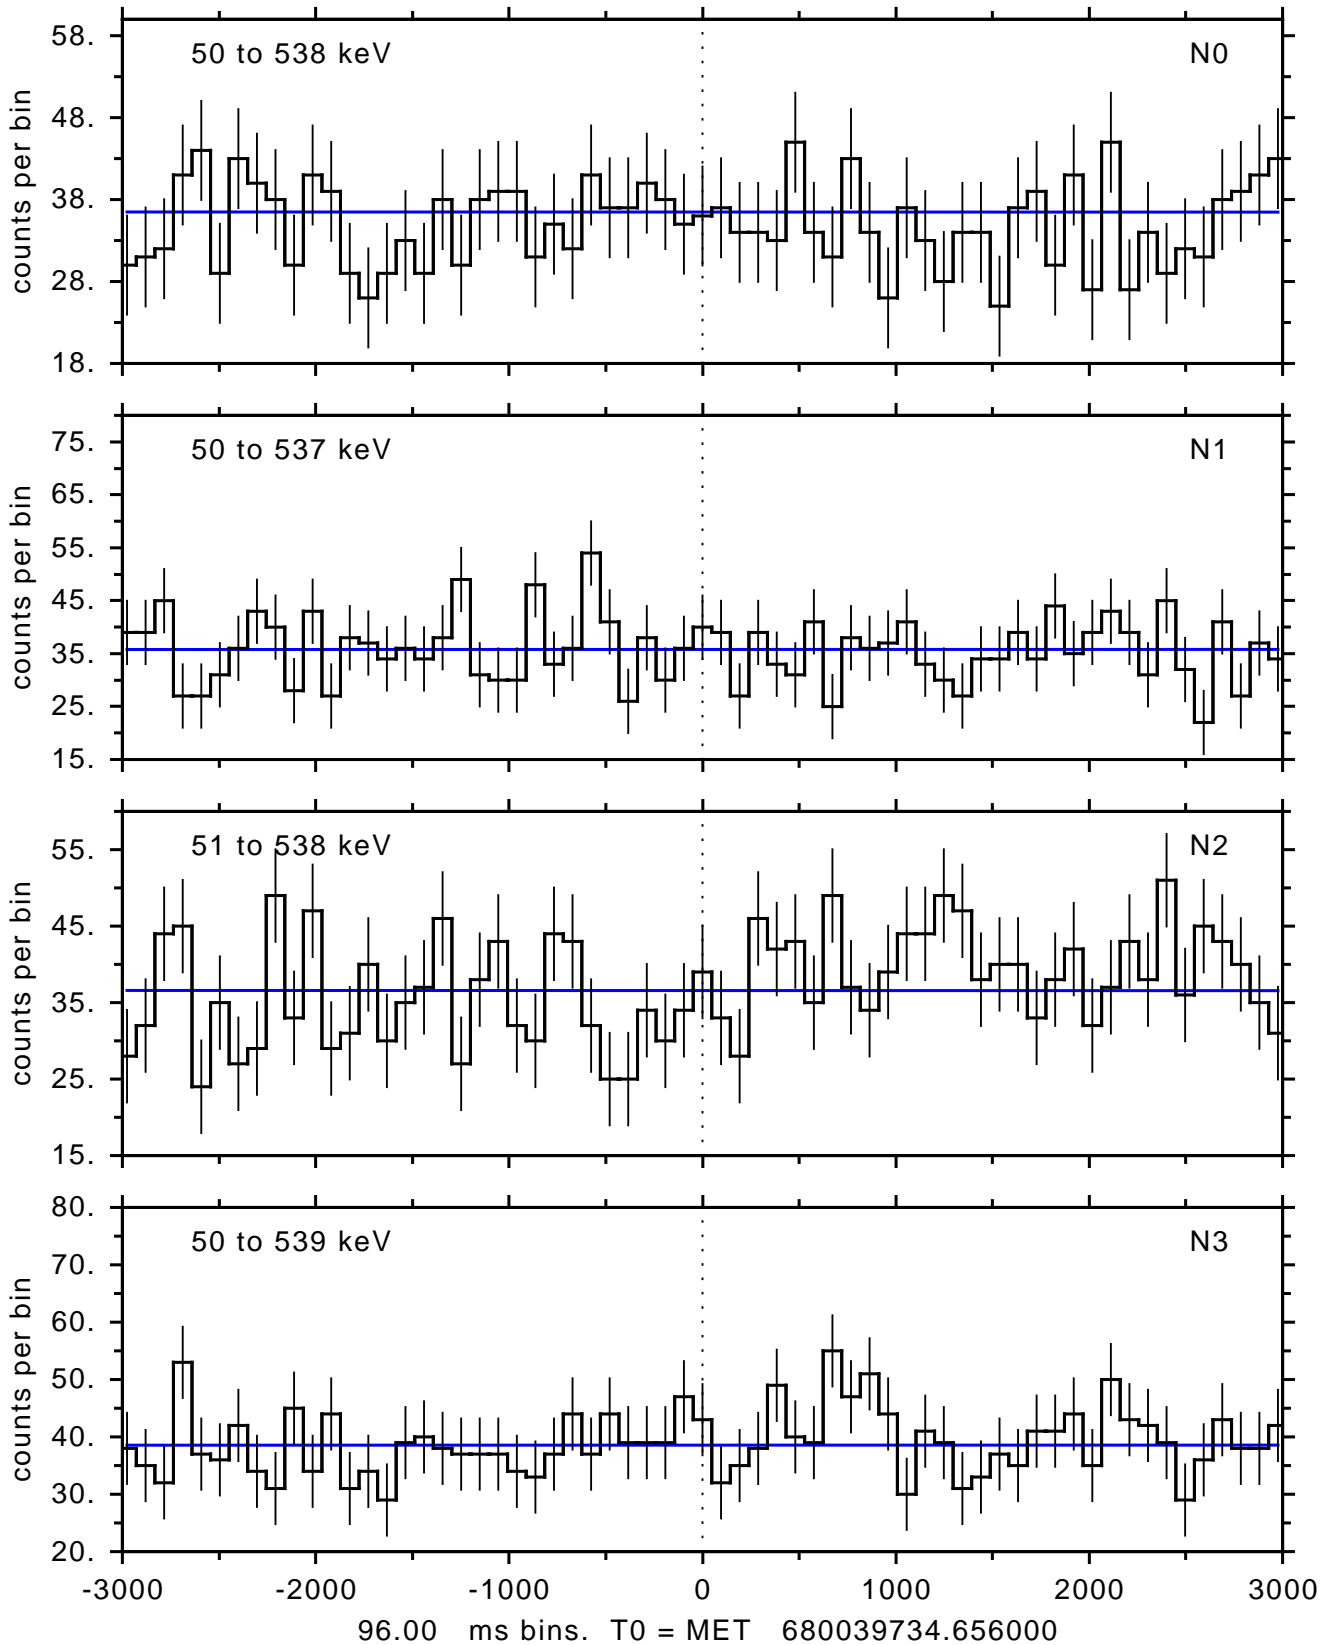 50 to 538 keV N0
58.
48.
38.
28.
18.
counts per bin
50 to 537 keV N1
75.
65.
55.
45.
35.
25.
15.
counts per bin
51 to 538 keV N2
55.
45.
35.
25.
15.
counts per bin
50 to 539 keV N3
80.
70.
60.
50.
40.
30.
20.
counts per bin
-3000 -2000 -1000 0 1000 2000 3000
96.00 ms bins. T0 = MET 680039734.656000